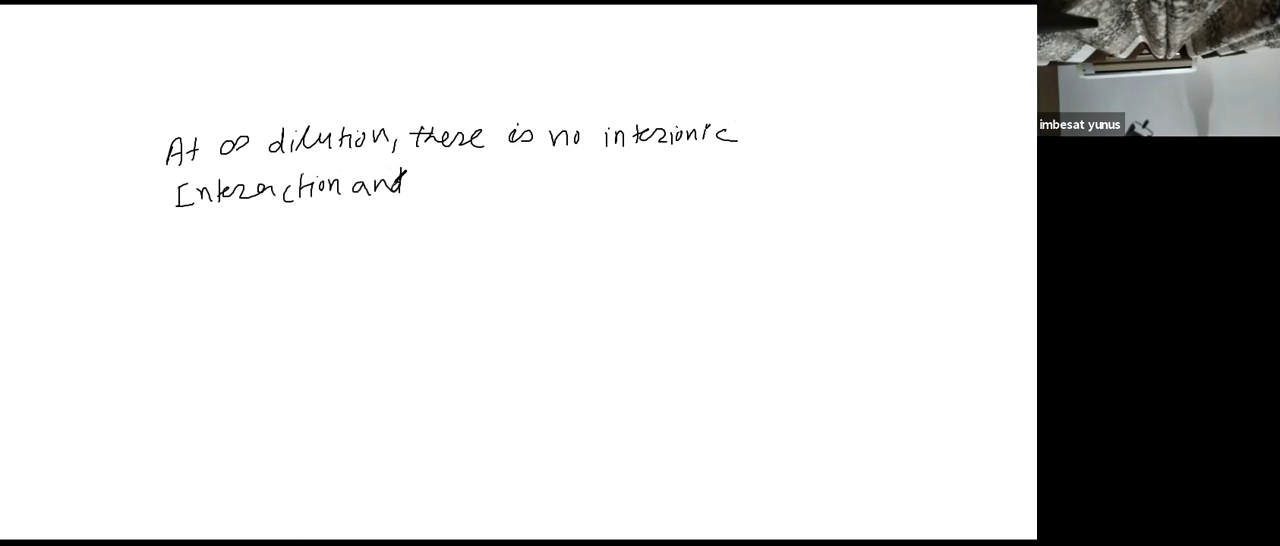 At ∞ dilution, there is no interionic
Interaction and
imbesat yunus